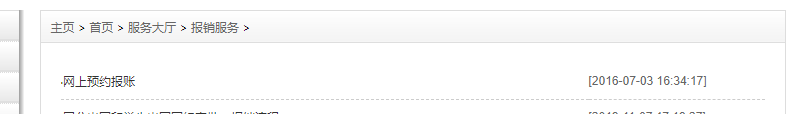 主页 > 首页 > 服务大厅 > 报销服务 >
·网上预约报账 [2016-07-03 16:34:17]